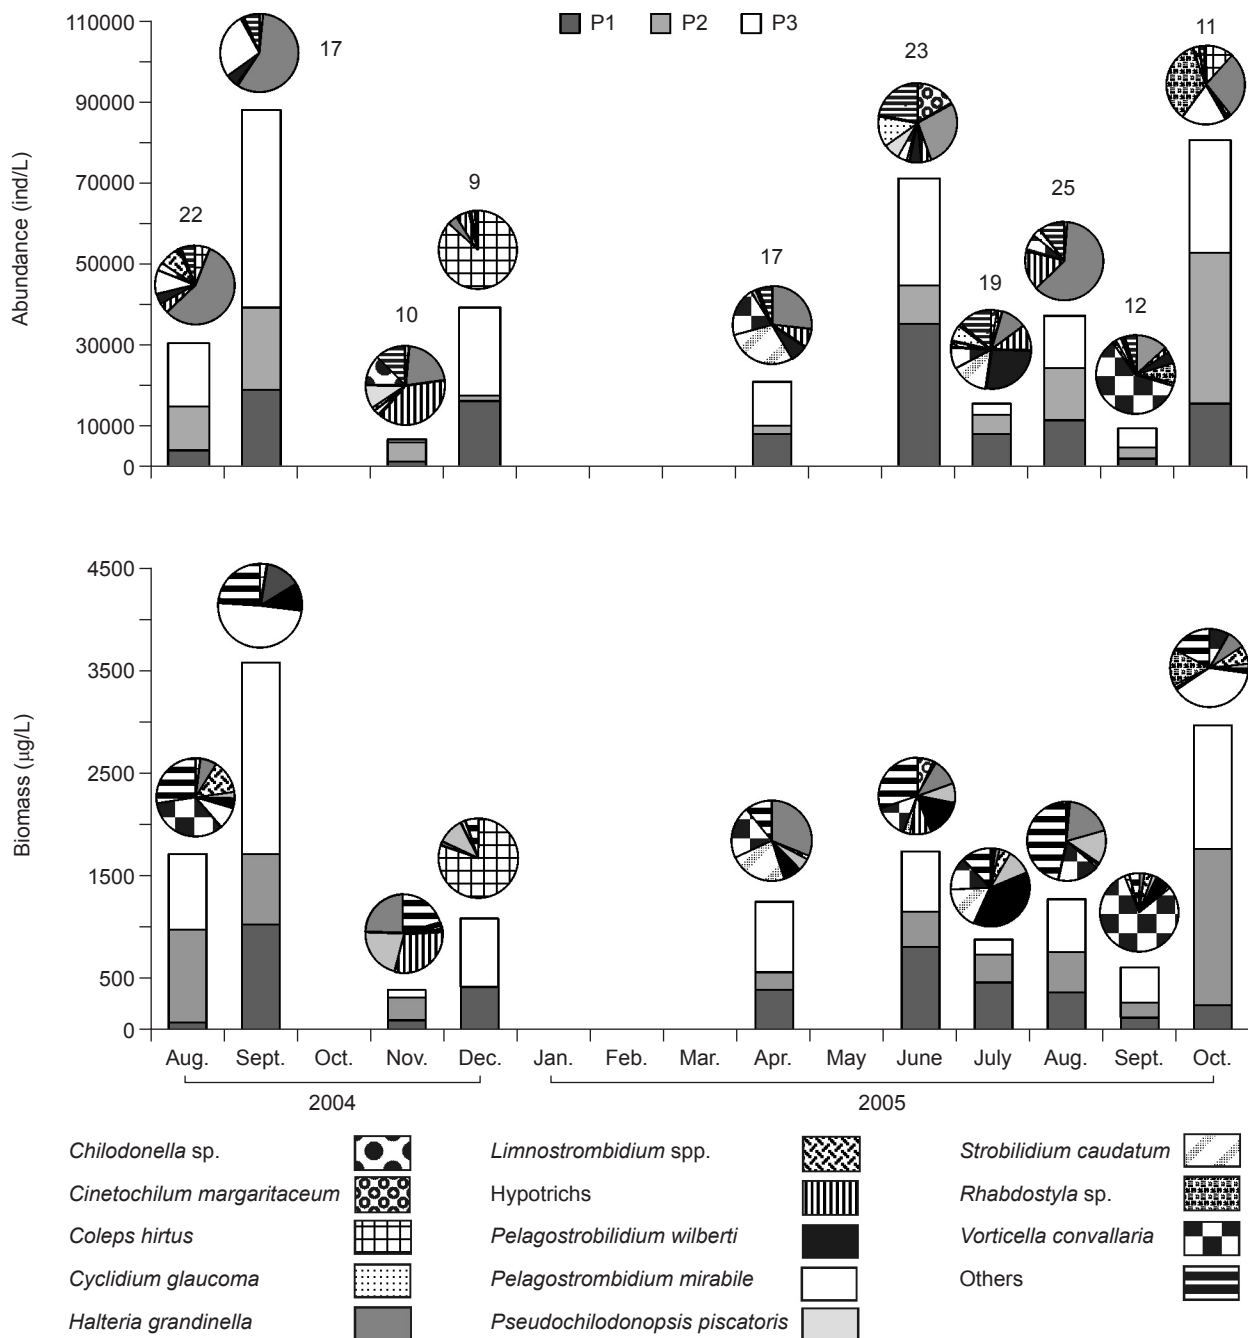 P1 P2 P3
110000
90000
70000
50000
30000
10000
0
Abundance (ind/L)
22
17
10
9
17
23
19
25
12
11
4500
3500
2500
1500
500
0
Biomass (µg/L)
Aug. Sept. Oct. Nov. Dec. Jan. Feb. Mar. Apr. May June July Aug. Sept. Oct.
2004 2005
Chilodonella sp.
Cinetochilum margaritaceum
Coleps hirtus
Cyclidium glaucoma
Halteria grandinella
Limnostrombidium spp.
Hypotrichs
Pelagostrobilidium wilberti
Pelagostrombidium mirabile
Pseudochilodonopsis piscatoris
Strobilidium caudatum
Rhabdostyla sp.
Vorticella convallaria
Others